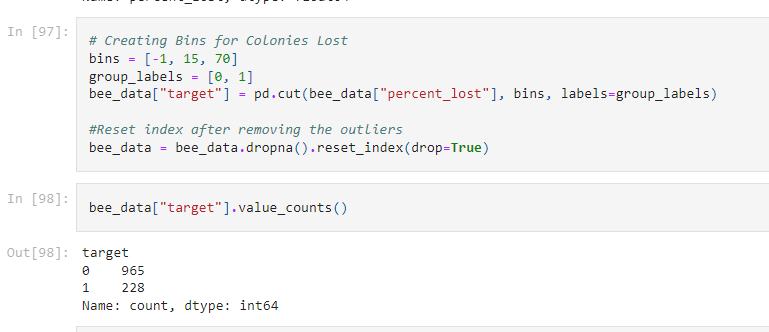 In [97]:
# Creating Bins for Colonies Lost
bins = [-1, 15, 70]
group_labels = [0, 1]
bee_data["target"] = pd.cut(bee_data["percent_lost"], bins, labels=group_labels)
#Reset index after removing the outliers
bee_data = bee_data.dropna().reset_index(drop=True)
In [98]:
bee_data["target"].value_counts()
Out[98]:
target
0    965
1    228
Name: count, dtype: int64